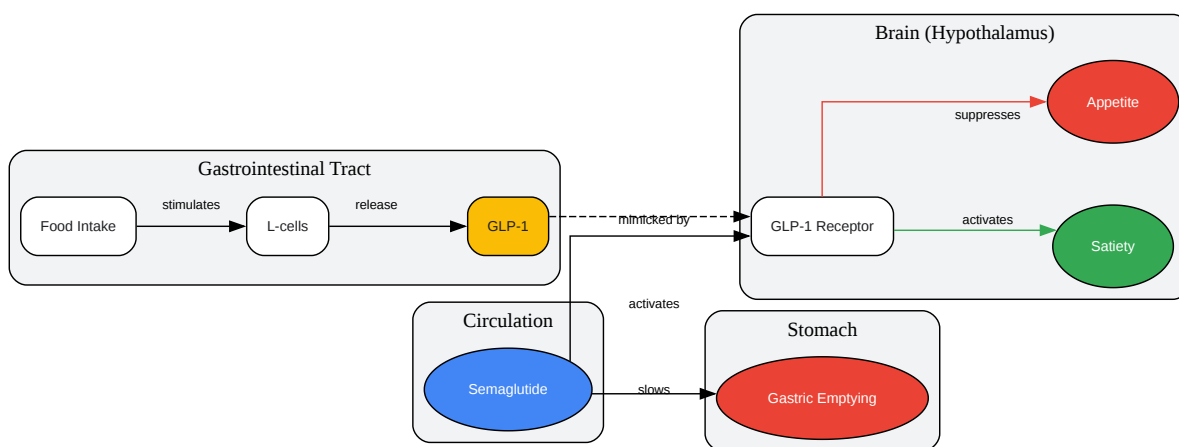 Brain (Hypothalamus)
Appetite
suppresses
Gastrointestinal Tract
Food Intake
stimulates
L-cells
release
GLP-1
mimicked by
GLP-1 Receptor
activates
Satiety
activates
Circulation
Semaglutide
slows
Stomach
Gastric Emptying